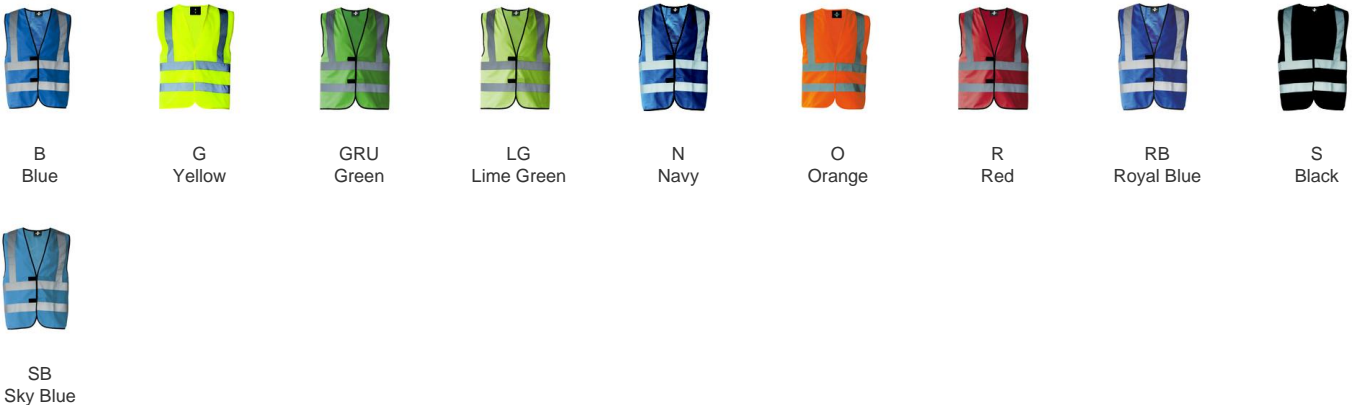 B
Blue
G
Yellow
GRU
Green
LG
Lime Green
N
Navy
O
Orange
R
Red
RB
Royal Blue
S
Black
SB
Sky Blue